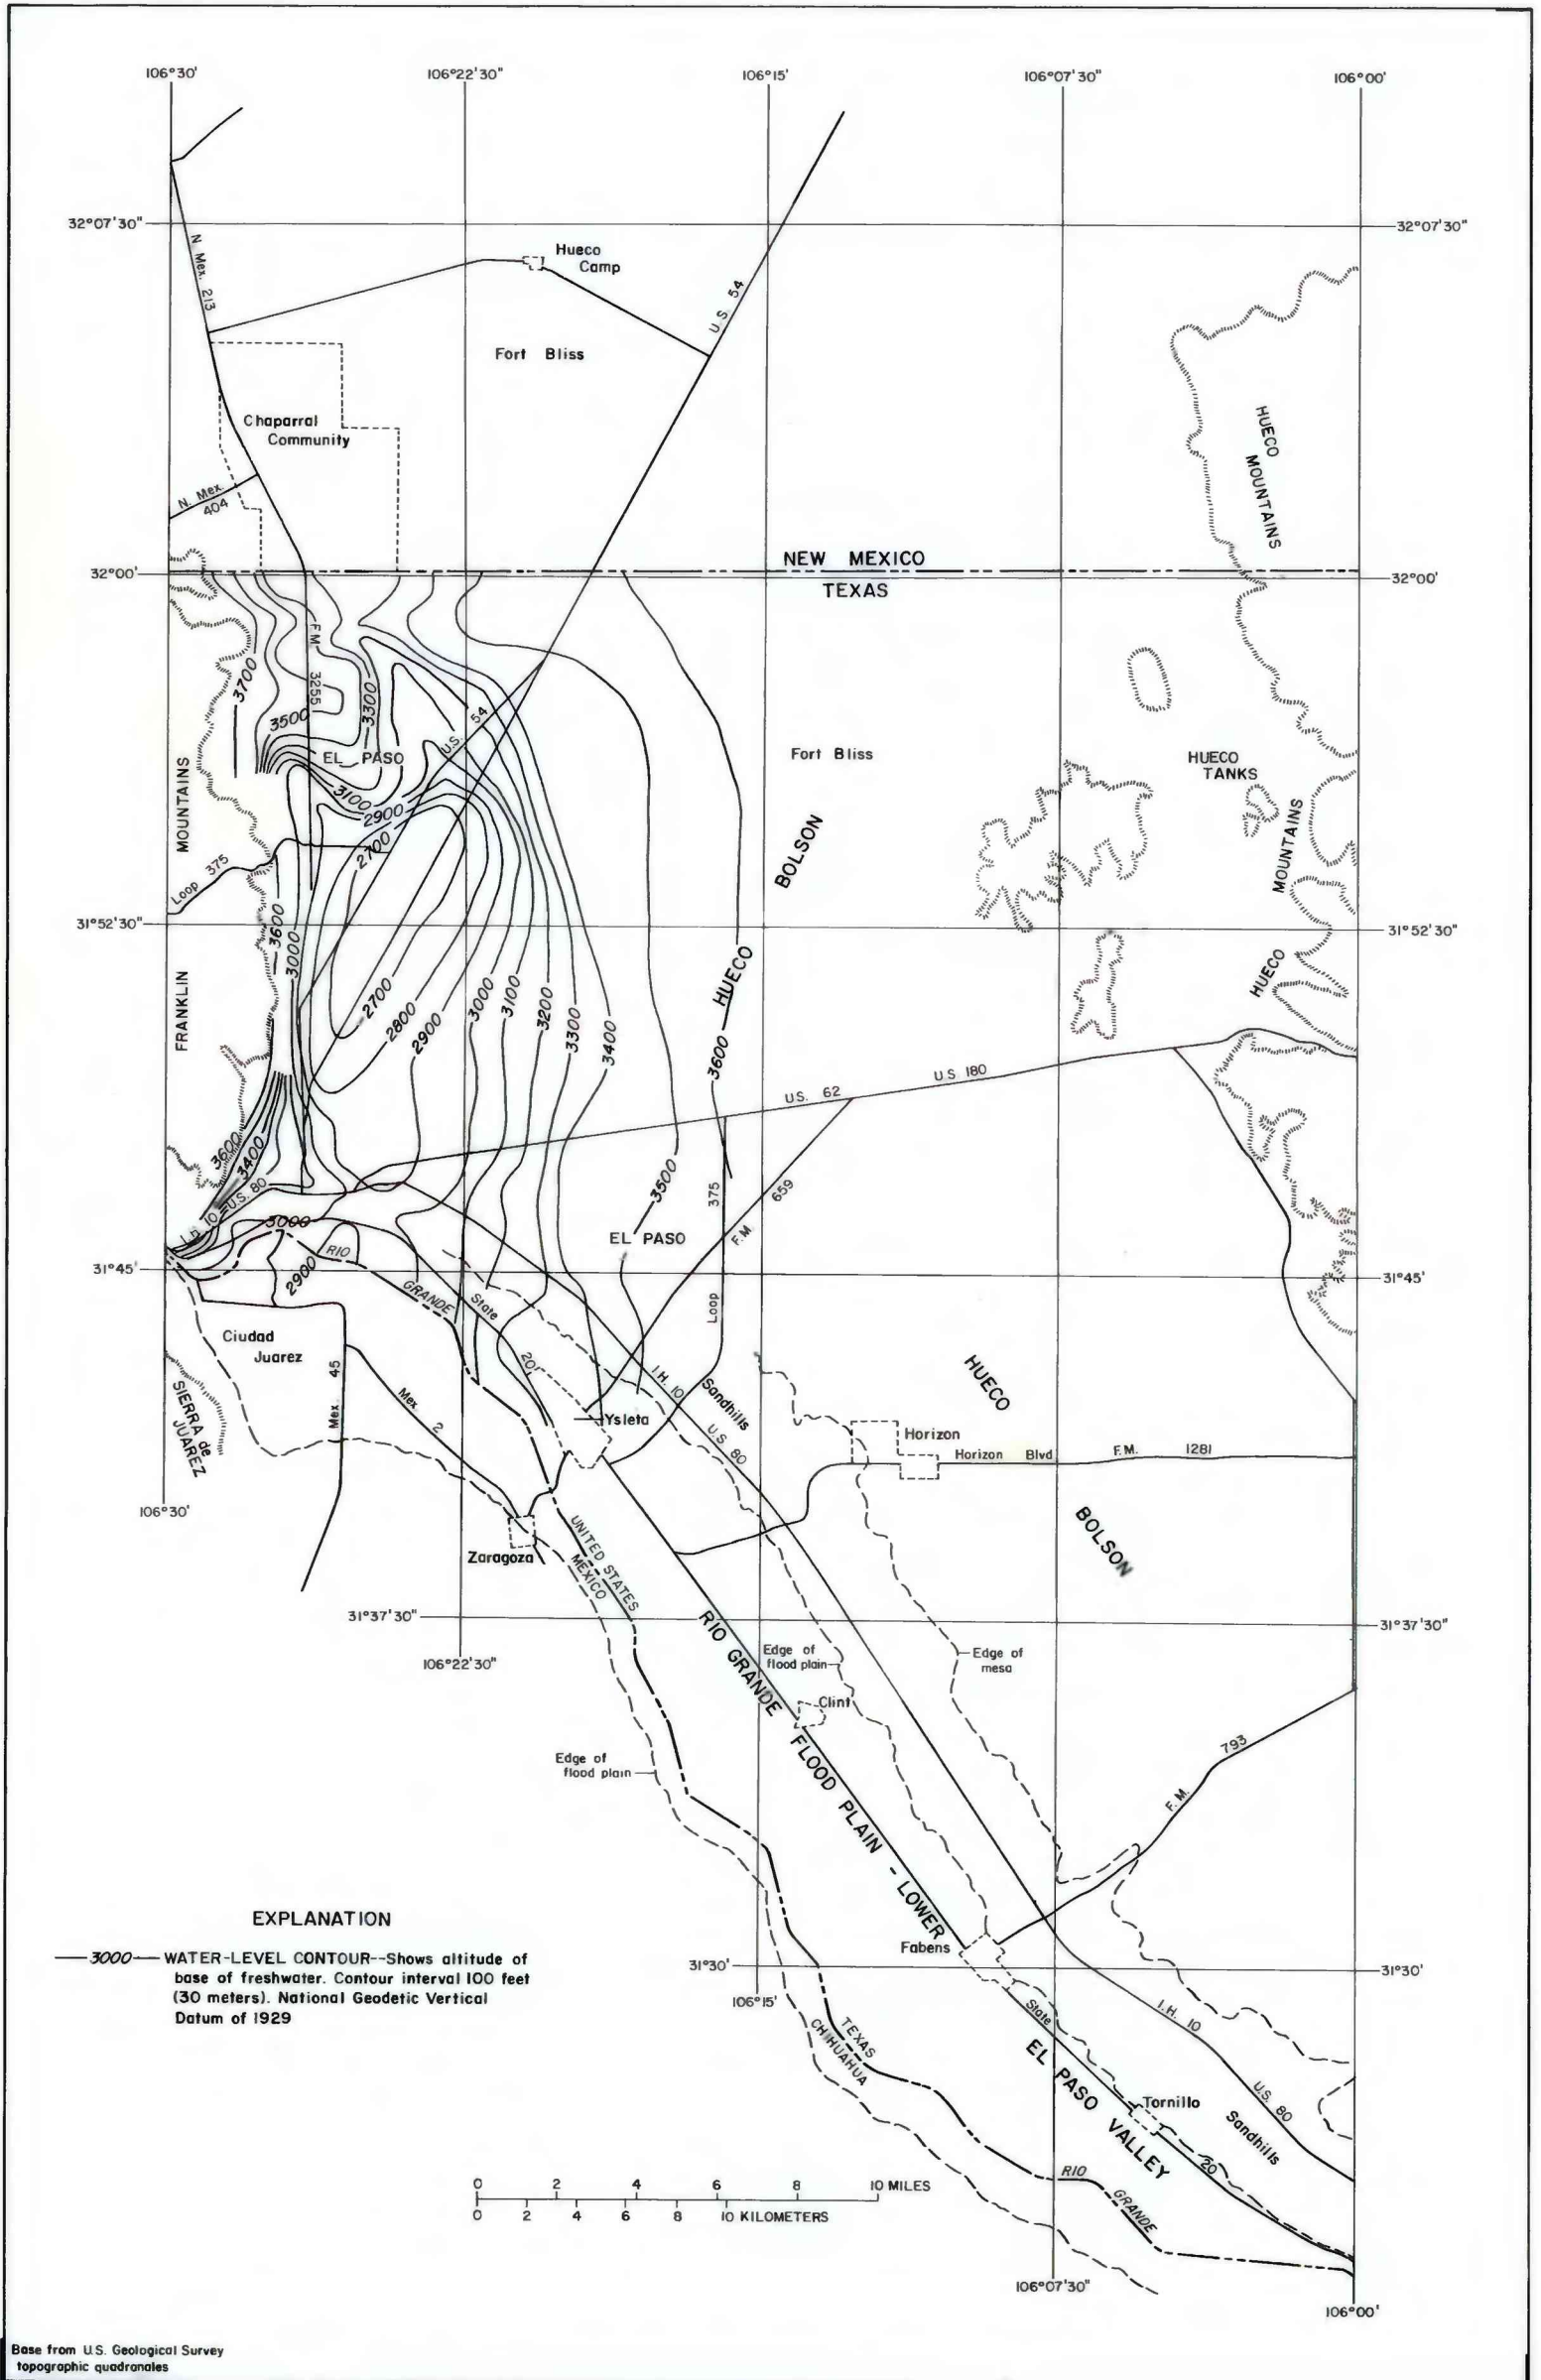 106°30'
106°22'30"
106°15'
106°07'30"
106°00'
32°07'30"
32°07'30"
N. Mex. 213
Hueco
Camp
U.S. 54
Fort Bliss
HUECO
MOUNTAINS
Chaparral
Community
N. Mex.
404
NEW MEXICO
32°00'
32°00'
TEXAS
F.M.
3255
3700
3300
3500
U.S. 54
EL PASO
Fort Bliss
HUECO
TANKS
3100
2900
2700
MOUNTAINS
FRANKLIN
Loop 375
BOLSON
HUECO
MOUNTAINS
HUECO
31°52'30"
31°52'30"
3600
3000
2700
2800
2900
3000
3100
3200
3300
3400
3600
U.S. 62
U.S. 180
3600
3400
I.H. 10
U.S. 80
3500
375
Loop
659
F.M
EL PASO
3000
RIO
GRANDE
2900
31°45'
31°45'
State
20
Ciudad
Juarez
Mex 45
Mex 2
SIERRA de
JUAREZ
I.H. 10
U.S. 80
Sandhills
Ysleta
HUECO
Horizon
Horizon Blvd
F.M. 1281
106°30'
Zaragoza
UNITED STATES
MEXICO
BOLSON
31°37'30"
31°37'30"
106°22'30"
RIO GRANDE FLOOD PLAIN - LOWER
EL PASO VALLEY
Edge of
flood plain
Edge of
mesa
Clint
Edge of
flood plain
793
F.M.
EXPLANATION
3000 WATER-LEVEL CONTOUR--Shows altitude of
base of freshwater. Contour interval 100 feet
(30 meters). National Geodetic Vertical
Datum of 1929
Fabens
31°30'
31°30'
106°15'
State
I.H. 10
TEXAS
CHIHUAHUA
U.S. 80
Tornillo
Sandhills
20
RIO
GRANDE
0 2 4 6 8 10 MILES
0 2 4 6 8 10 KILOMETERS
106°07'30"
106°00'
Base from U.S. Geological Survey
topographic quadrangles